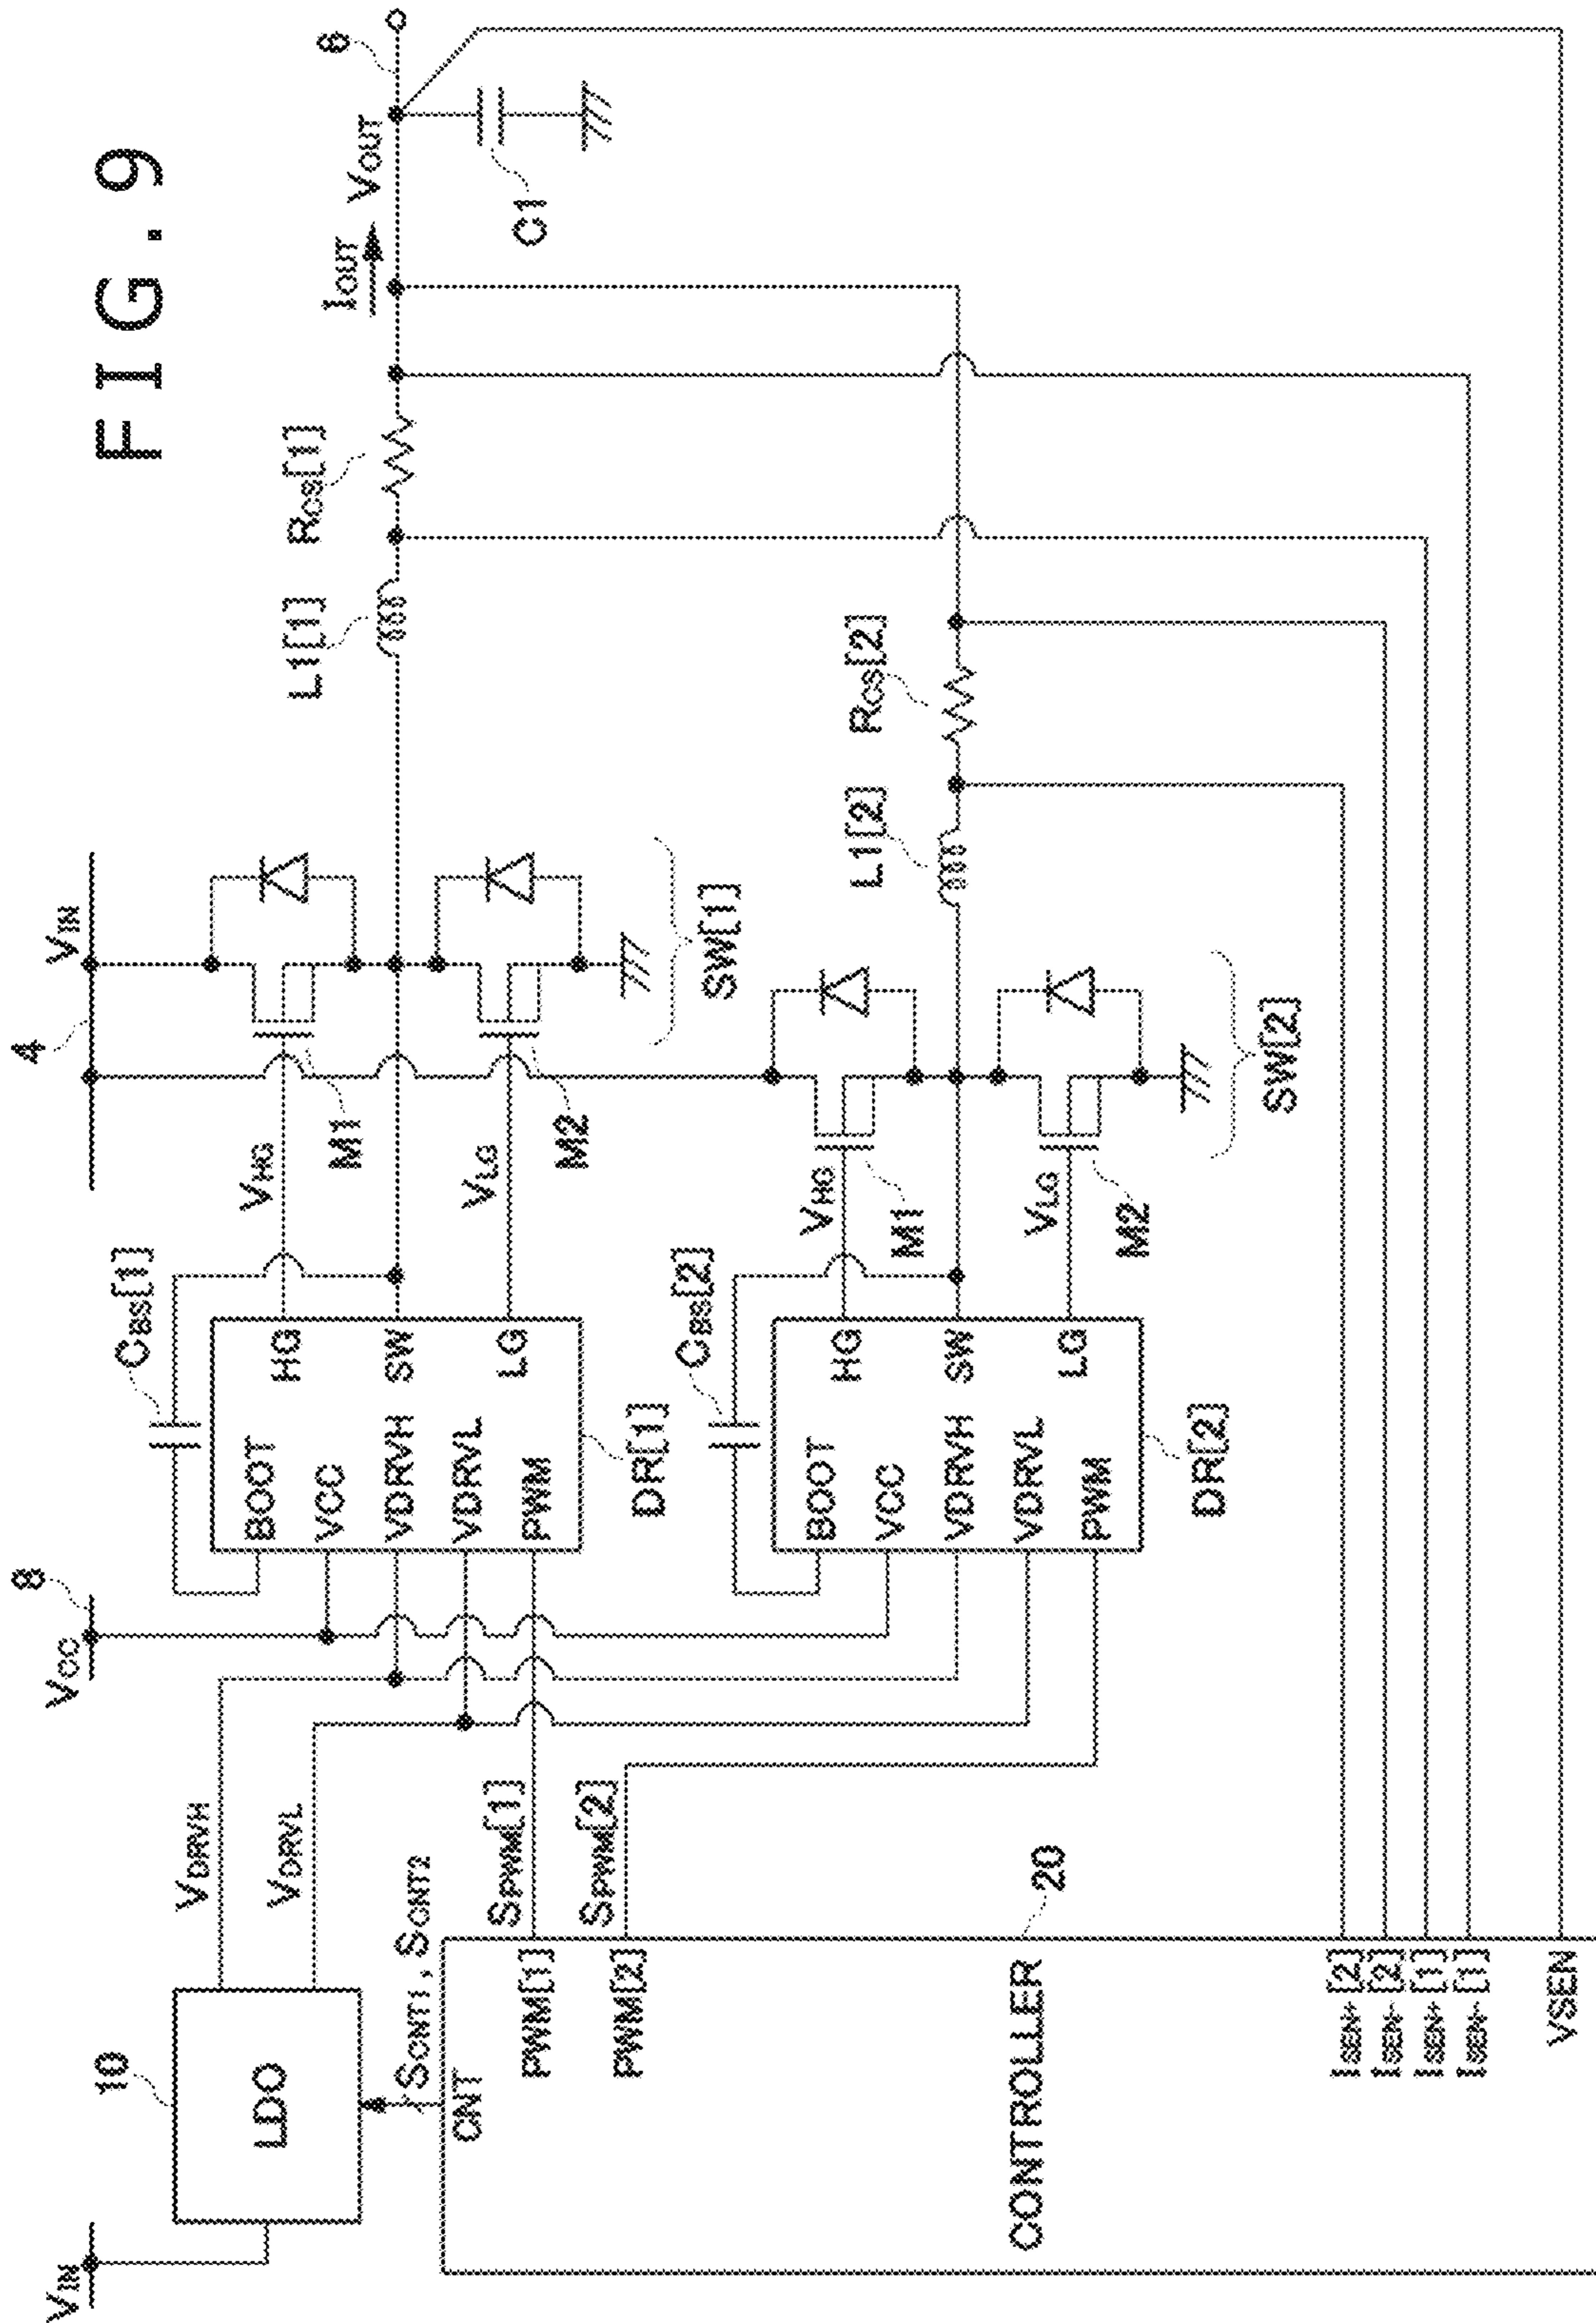 FIG. 9
VIN
10
LDO
VDRVH
VDRVL
SCNT1, SCNT2
CNT
VCC
8
CBS[1]
BOOT
VCC
VDRVH
VDRVL
PWM
HG
SW
LG
DR[1]
VHG
VLG
M1
M2
4
VIN
SW[1]
L1[1]
RCS[1]
IOUT
VOUT
6
C1
PWM[1]
SPWM[1]
PWM[2]
SPWM[2]
CBS[2]
BOOT
VCC
VDRVH
VDRVL
PWM
HG
SW
LG
DR[2]
VHG
VLG
M1
M2
SW[2]
L1[2]
RCS[2]
CONTROLLER
20
ISEN+[2]
ISEN-[2]
ISEN+[1]
ISEN-[1]
VSEN